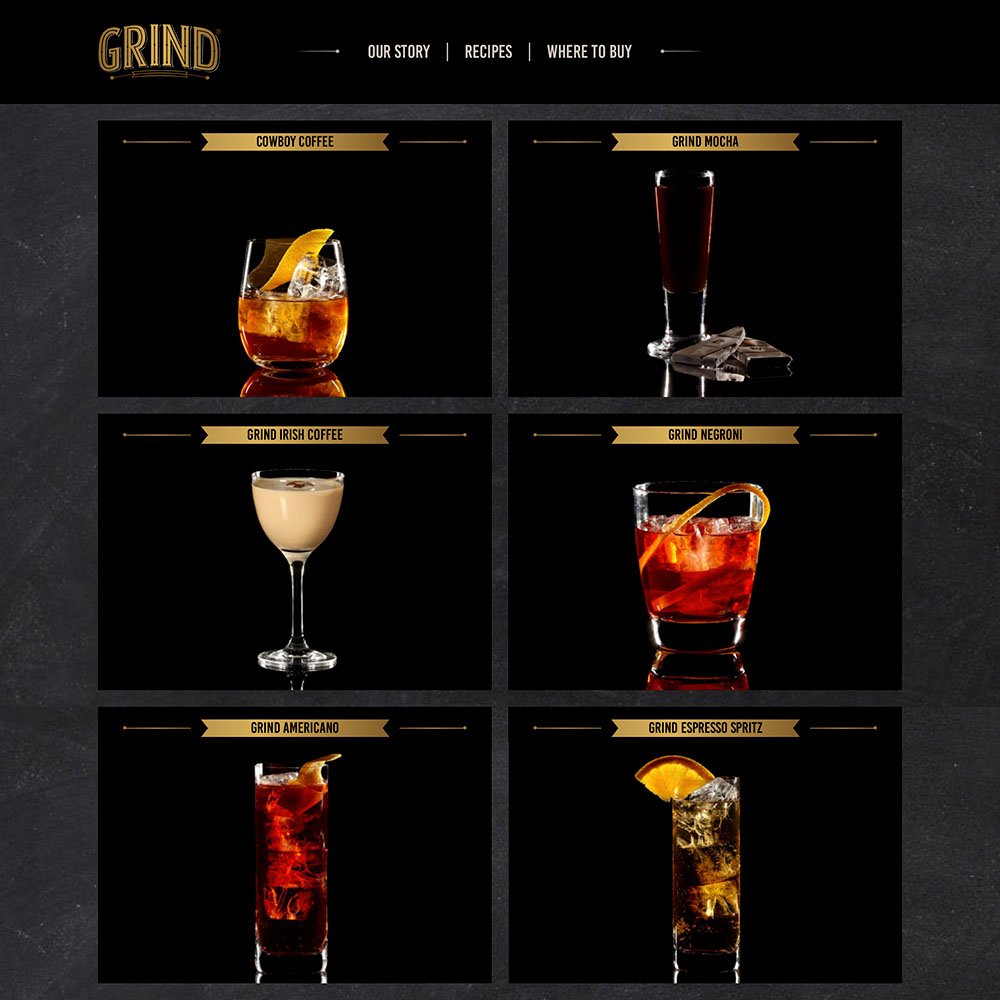 GRIND
OUR STORY | RECIPES | WHERE TO BUY
COWBOY COFFEE
GRIND MOCHA
GRIND IRISH COFFEE
GRIND NEGRONI
GRIND AMERICANO
GRIND ESPRESSO SPRITZ